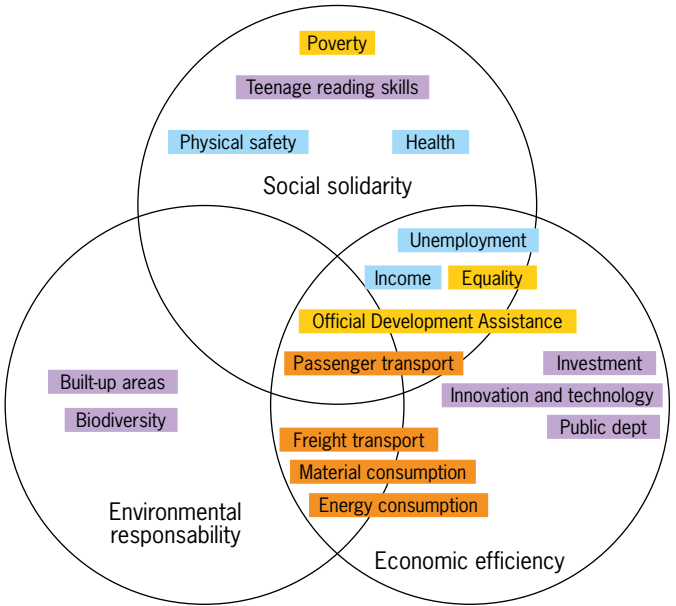 Poverty
Teenage reading skills
Physical safety
Health
Social solidarity
Unemployment
Income
Equality
Official Development Assistance
Passenger transport
Investment
Built-up areas
Innovation and technology
Biodiversity
Public dept
Freight transport
Material consumption
Energy consumption
Environmental
responsability
Economic efficiency